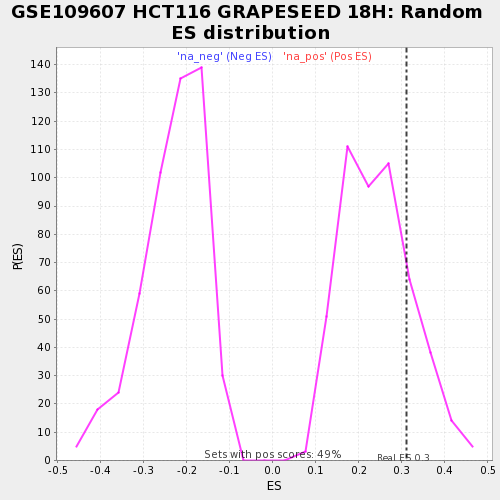 GSE109607 HCT116 GRAPESEED 18H: Random
ES distribution
'na_neg' (Neg ES) 'na_pos' (Pos ES)
140
130
120
110
100
90
80
70
60
50
40
30
20
10
0
P(ES)
Sets with pos scores: 49%
Real ES 0.3
-0.5 -0.4 -0.3 -0.2 -0.1 0.0 0.1 0.2 0.3 0.4 0.5
ES